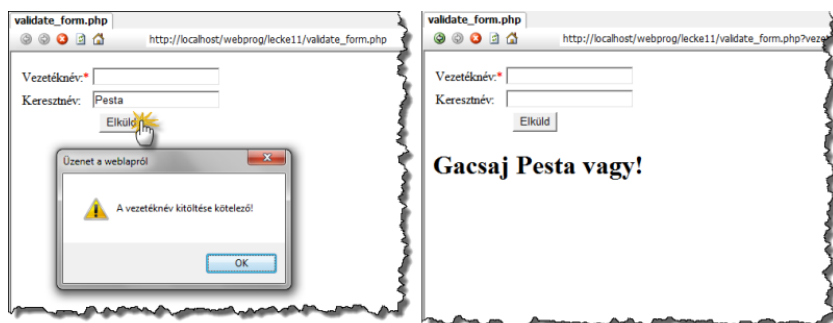 validate_form.php
http://localhost/webprog/lecke11/validate_form.php
Vezetéknév:*
Keresztnév: Pesta
Elküld
Üzenet a weblapról
A vezetéknév kitöltése kötelező!
OK
validate_form.php
http://localhost/webprog/lecke11/validate_form.php?vezet
Vezetéknév:*
Keresztnév:
Elküld
Gacsaj Pesta vagy!